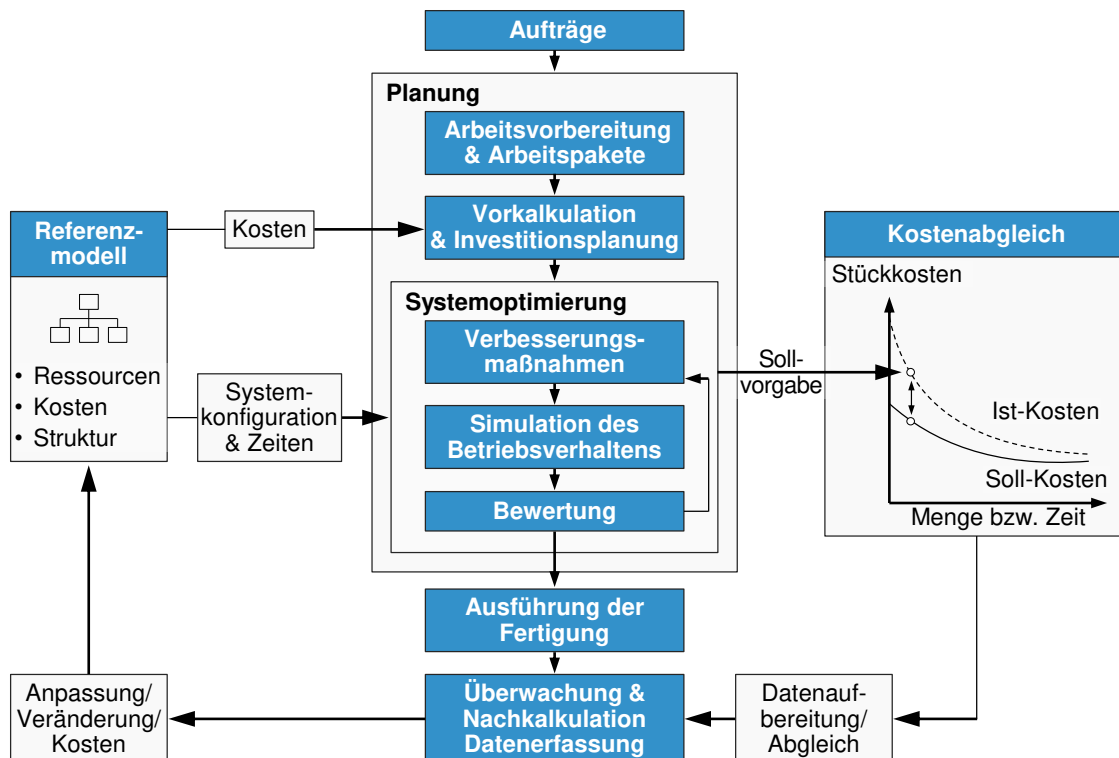 Aufträge
Planung
Arbeitsvorbereitung
& Arbeitspakete
Vorkalkulation
& Investitionsplanung
Systemoptimierung
Verbesserungs-
maßnahmen
Simulation des
Betriebsverhaltens
Bewertung
Ausführung der
Fertigung
Überwachung &
Nachkalkulation
Datenerfassung
Referenz-
modell
• Ressourcen
• Kosten
• Struktur
Kosten
System-
konfiguration
& Zeiten
Anpassung/
Veränderung/
Kosten
Soll-
vorgabe
Kostenabgleich
Stückkosten
Ist-Kosten
Soll-Kosten
Menge bzw. Zeit
Datenauf-
bereitung/
Abgleich